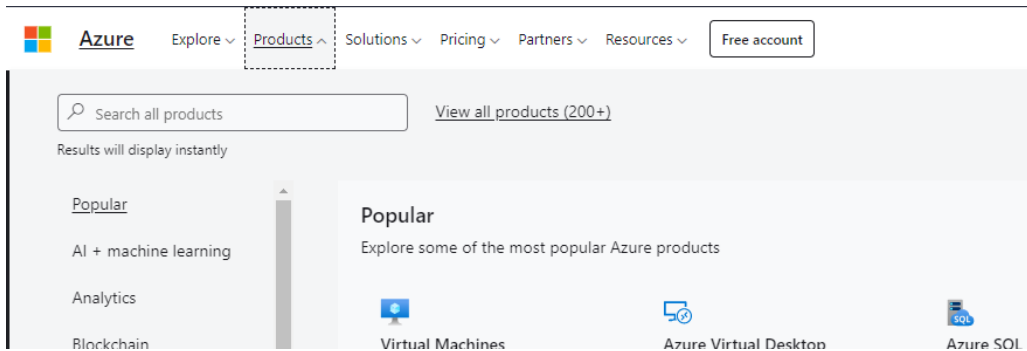 Azure Explore Products Solutions Pricing Partners Resources Free account
Search all products View all products (200+)
Results will display instantly
Popular
AI + machine learning
Analytics
Blockchain
Popular
Explore some of the most popular Azure products
Virtual Machines Azure Virtual Desktop Azure SQL
SQL